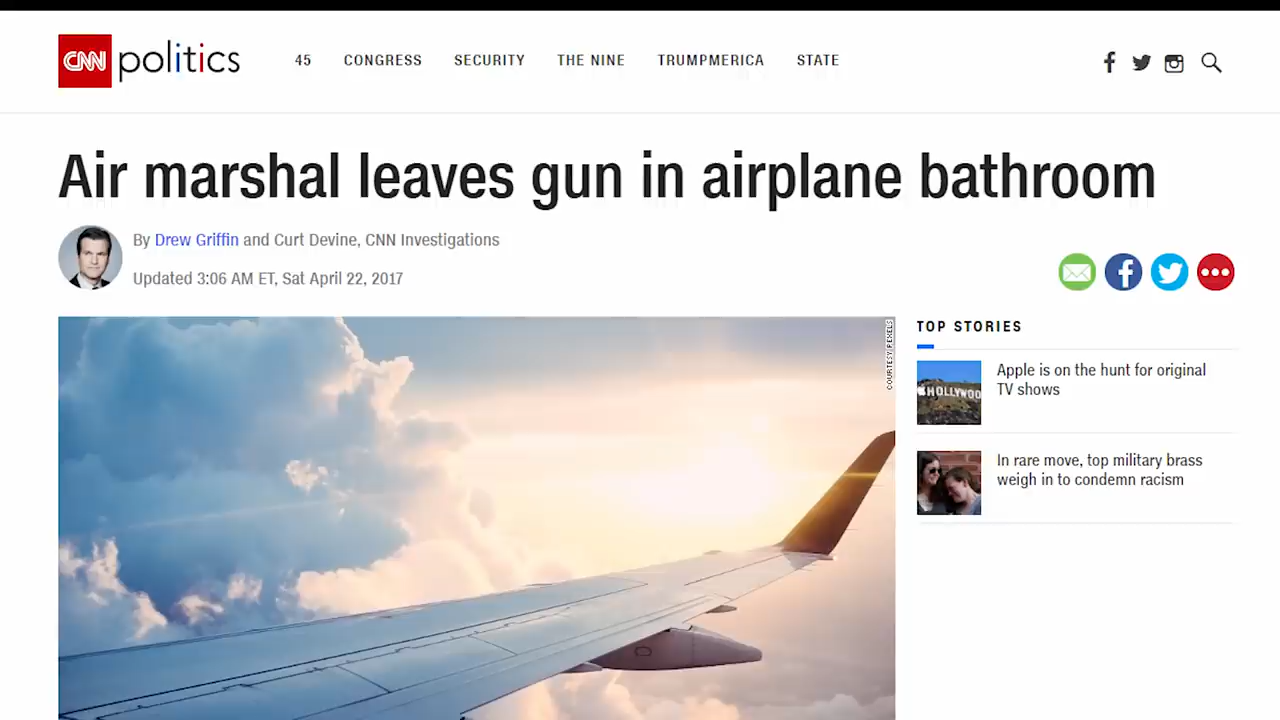 CNN politics
45 CONGRESS SECURITY THE NINE TRUMPMERICA STATE
Air marshal leaves gun in airplane bathroom
By Drew Griffin and Curt Devine, CNN Investigations
Updated 3:06 AM ET, Sat April 22, 2017
COURTESY PEXELS
TOP STORIES
HOLLYWOO
Apple is on the hunt for original
TV shows
In rare move, top military brass
weigh in to condemn racism